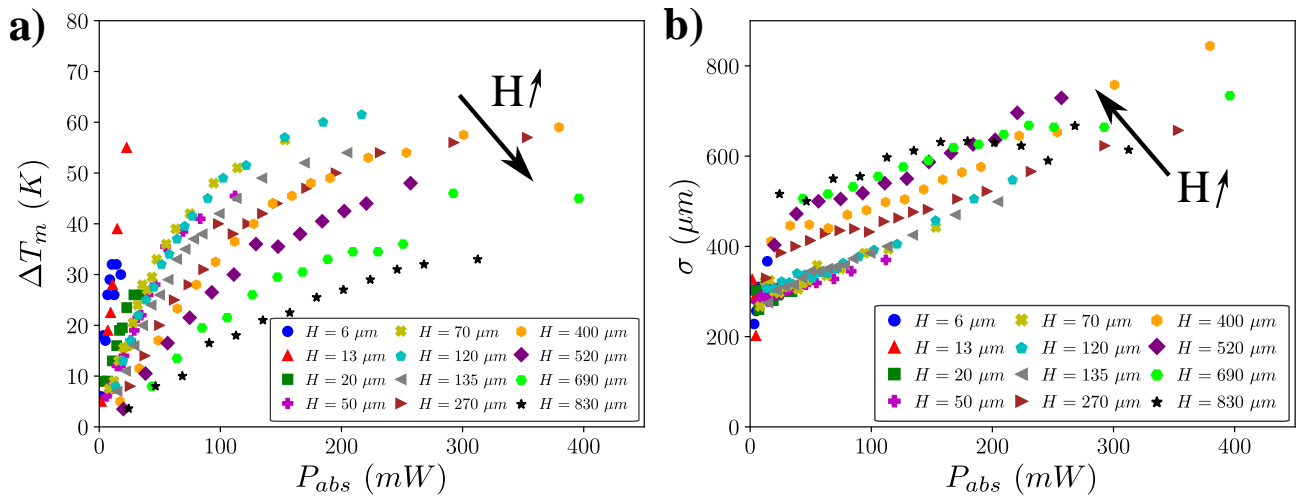 a)
80
70
60
50
40
30
20
10
0
ΔT_m (K)
H
H = 6 μm
H = 13 μm
H = 20 μm
H = 50 μm
H = 70 μm
H = 120 μm
H = 135 μm
H = 270 μm
H = 400 μm
H = 520 μm
H = 690 μm
H = 830 μm
0 100 200 300 400
P_abs (mW)
b)
800
600
400
200
0
σ (μm)
H
H = 6 μm
H = 13 μm
H = 20 μm
H = 50 μm
H = 70 μm
H = 120 μm
H = 135 μm
H = 270 μm
H = 400 μm
H = 520 μm
H = 690 μm
H = 830 μm
0 100 200 300 400
P_abs (mW)